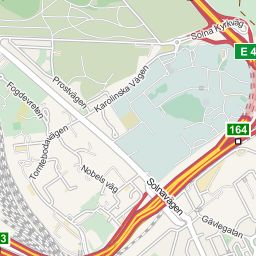 Solna Kyrkväg
E 4
Prostvägen
Karolinska Vägen
Fogdevreten
Tomtebodavägen
164
Nobels väg
Solnavägen
Gävlegatan
3